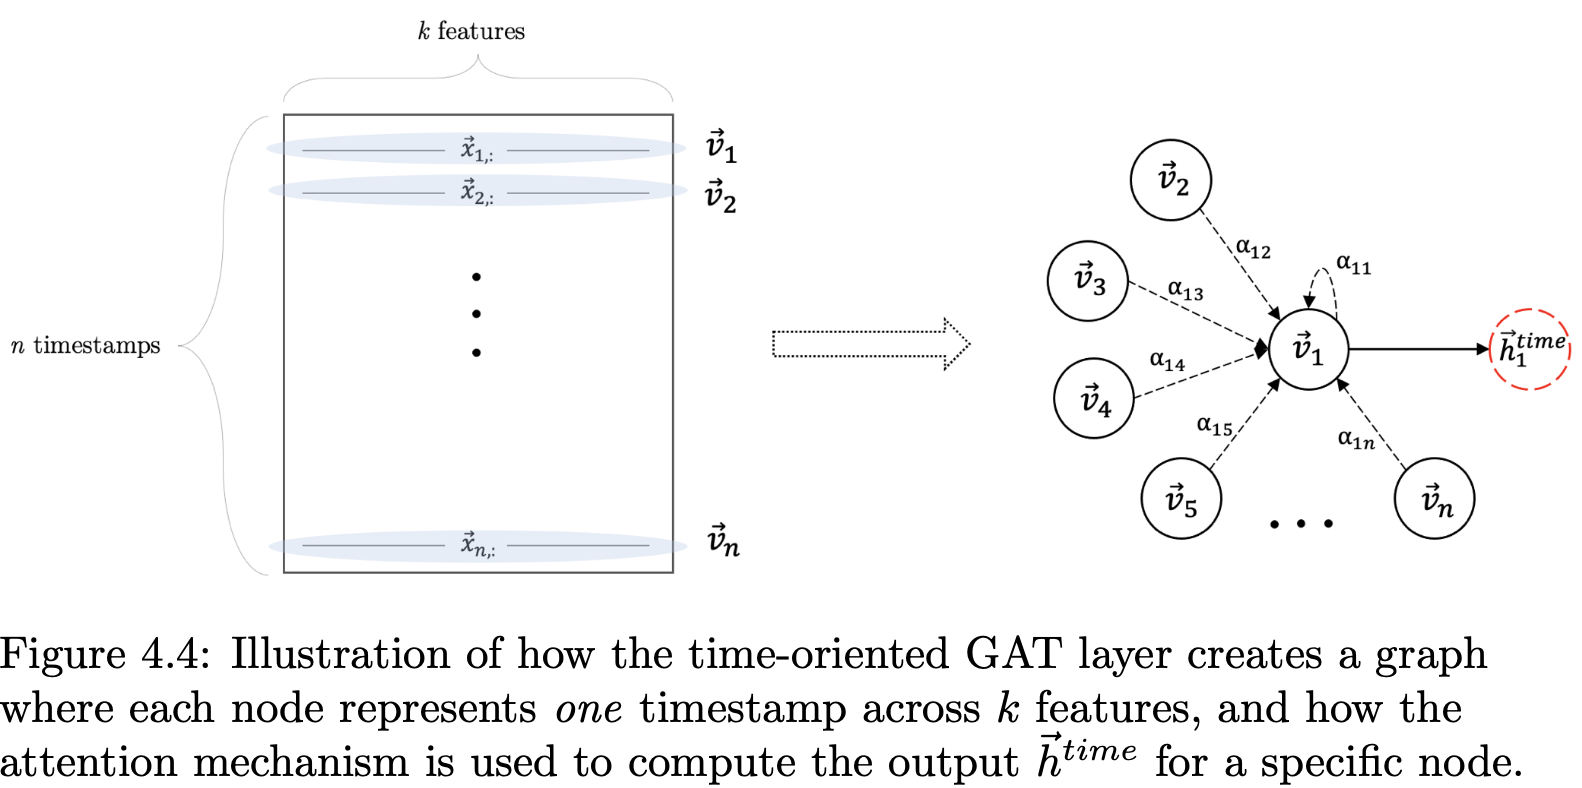 k features
n timestamps
x⃗1,:
v⃗1
x⃗2,:
v⃗2
x⃗n,:
v⃗n
v⃗2
α12
α11
v⃗3
α13
v⃗1
h⃗1^time
α14
v⃗4
α15
α1n
v⃗5
v⃗n
Figure 4.4: Illustration of how the time-oriented GAT layer creates a graph
where each node represents one timestamp across k features, and how the
attention mechanism is used to compute the output h⃗^time for a specific node.